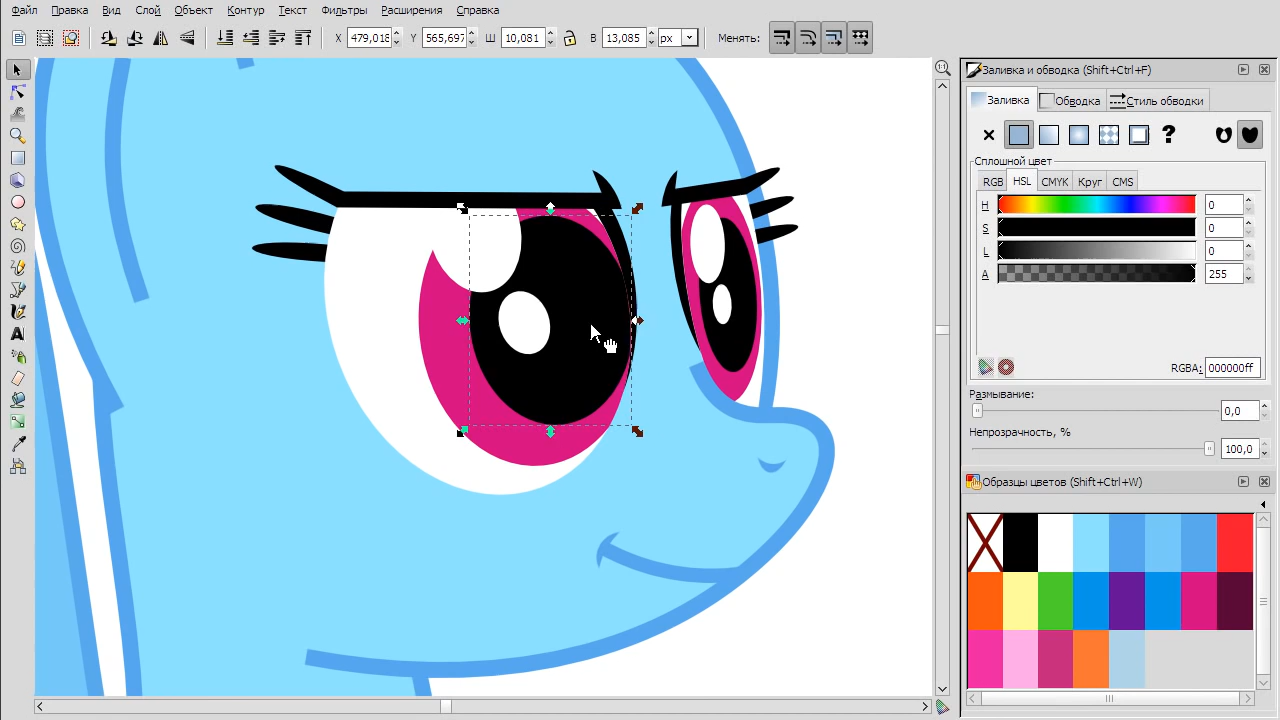 Файл Правка Вид Слой Объект Контур Текст Фильтры Расширения Справка
X 479,018 Y 565,697 Ш 10,081 В 13,085 px Менять:
1:1
Заливка и обводка (Shift+Ctrl+F)
Заливка Обводка Стиль обводки
?
Сплошной цвет
RGB HSL CMYK Круг CMS
H 0
S 0
L 0
A 255
RGBA: 000000ff
Размывание:
0,0
Непрозрачность, %
100,0
Образцы цветов (Shift+Ctrl+W)